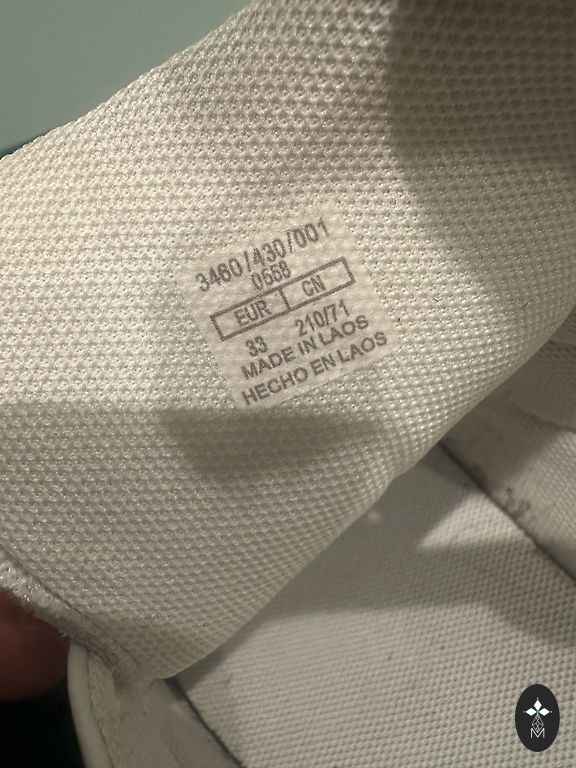 3460/430/001
0568
EUR CN
33 210/71
MADE IN LAOS
HECHO EN LAOS
M